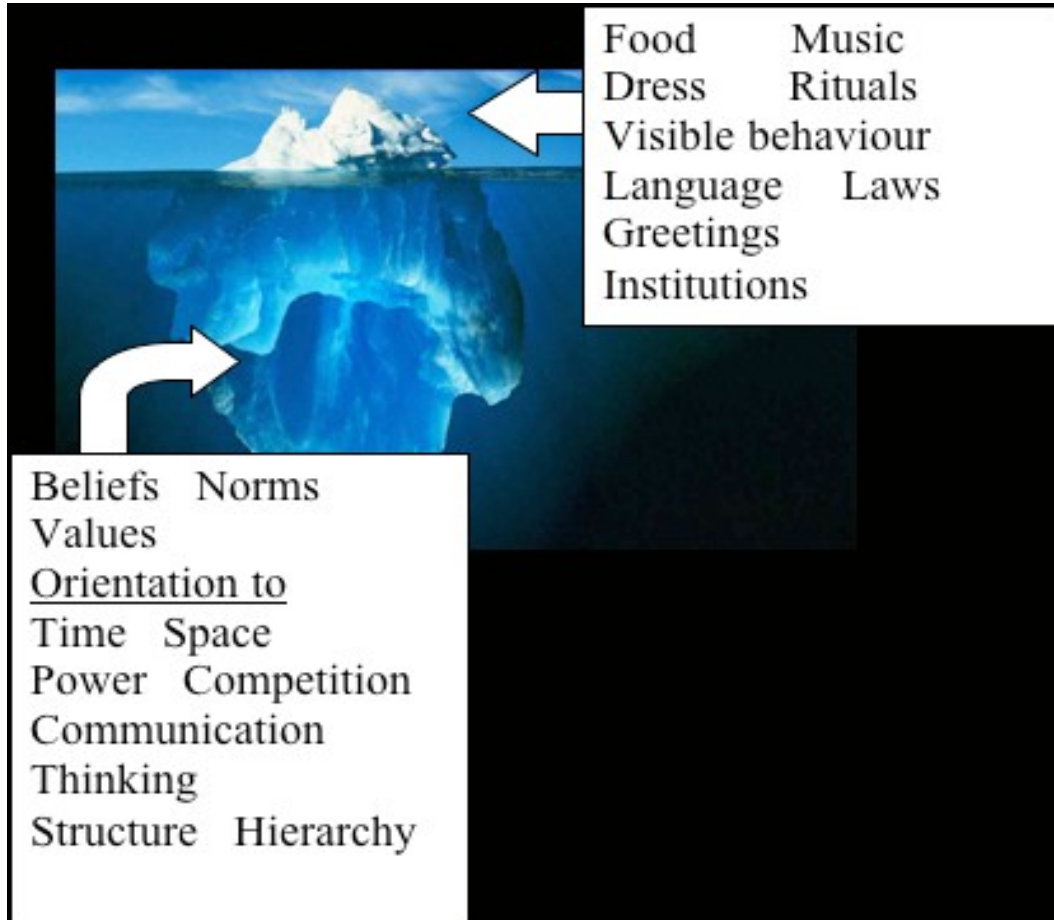 Food Music
Dress Rituals
Visible behaviour
Language Laws
Greetings
Institutions
Beliefs Norms
Values
Orientation to
Time Space
Power Competition
Communication
Thinking
Structure Hierarchy